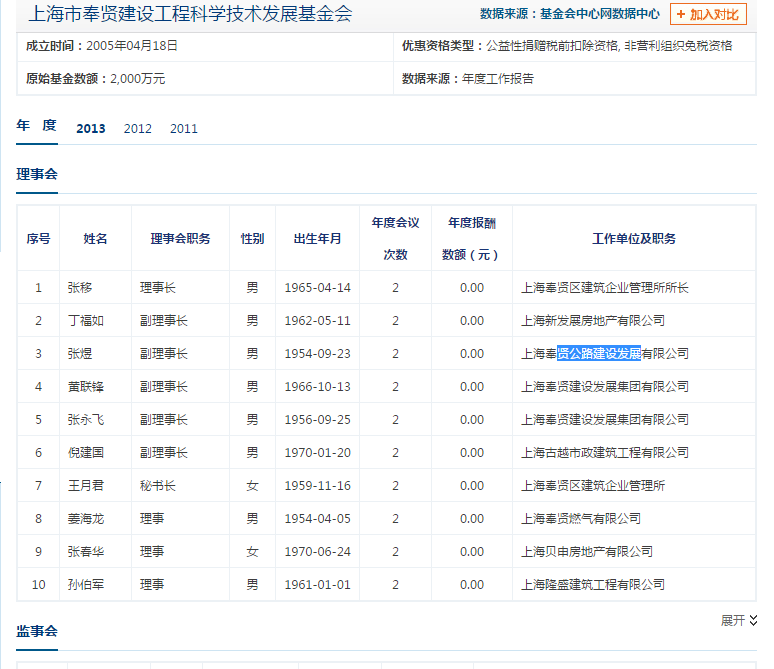 上海市奉贤建设工程科学技术发展基金会 数据来源：基金会中心网数据中心 + 加入对比
成立时间：2005年04月18日 优惠资格类型：公益性捐赠税前扣除资格, 非营利组织免税资格
原始基金数额：2,000万元 数据来源：年度工作报告
年 度 2013 2012 2011
理事会
序号 姓名 理事会职务 性别 出生年月 年度会议次数 年度报酬数额（元） 工作单位及职务
1 张移 理事长 男 1965-04-14 2 0.00 上海奉贤区建筑企业管理所所长
2 丁福如 副理事长 男 1962-05-11 2 0.00 上海新发展房地产有限公司
3 张煜 副理事长 男 1954-09-23 2 0.00 上海奉贤公路建设发展有限公司
4 黄联锋 副理事长 男 1966-10-13 2 0.00 上海奉贤建设发展集团有限公司
5 张永飞 副理事长 男 1956-09-25 2 0.00 上海奉贤建设发展集团有限公司
6 倪建国 副理事长 男 1970-01-20 2 0.00 上海古越市政建筑工程有限公司
7 王月君 秘书长 女 1959-11-16 2 0.00 上海奉贤区建筑企业管理所
8 姜海龙 理事 男 1954-04-05 2 0.00 上海奉贤燃气有限公司
9 张春华 理事 女 1970-06-24 2 0.00 上海贝申房地产有限公司
10 孙伯军 理事 男 1961-01-01 2 0.00 上海隆盛建筑工程有限公司
展开
监事会